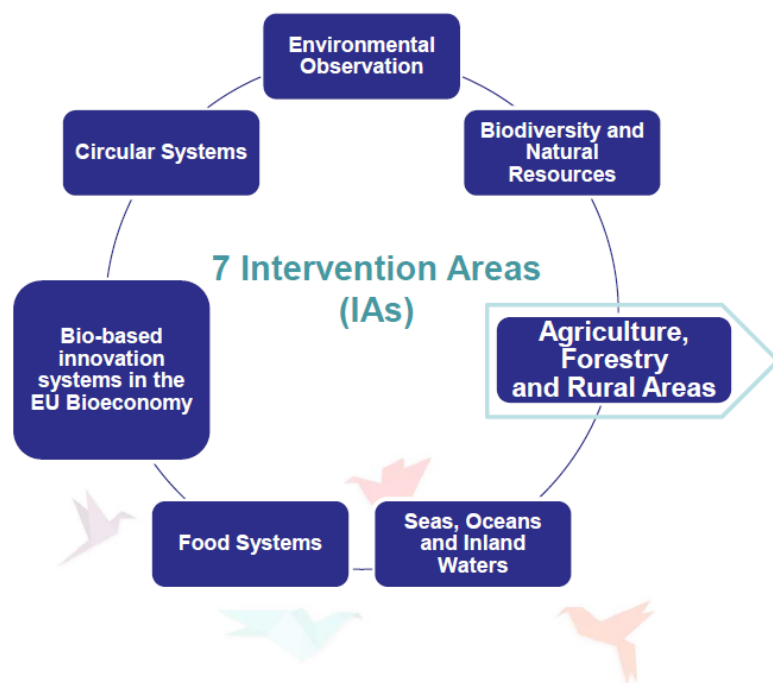 Environmental
Observation
Biodiversity and
Natural
Resources
Agriculture,
Forestry
and Rural Areas
Seas, Oceans
and Inland
Waters
Food Systems
Bio-based
innovation
systems in the
EU Bioeconomy
Circular Systems
7 Intervention Areas
(IAs)